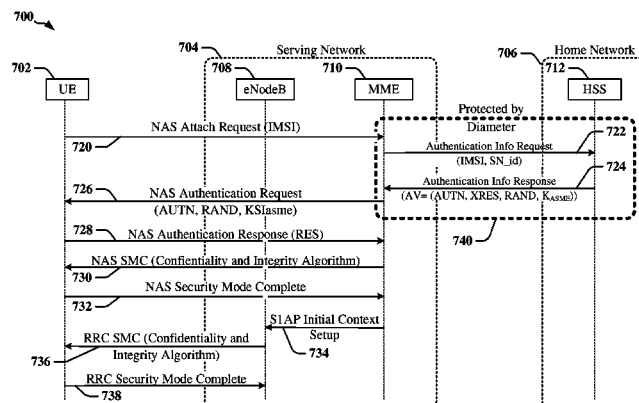 700
702
704
Serving Network
706
Home Network
708
710
712
UE
eNodeB
MME
HSS
Protected by
Diameter
NAS Attach Request (IMSI)
720
722
Authentication Info Request
(IMSI, SN_id)
724
Authentication Info Response
(AV= (AUTN, XRES, RAND, KASME))
726
NAS Authentication Request
(AUTN, RAND, KSIasme)
728
NAS Authentication Response (RES)
740
NAS SMC (Confientiality and Integrity Algorithm)
730
NAS Security Mode Complete
732
S1AP Initial Context
Setup
734
RRC SMC (Confidentiality and
Integrity Algorithm)
736
RRC Security Mode Complete
738